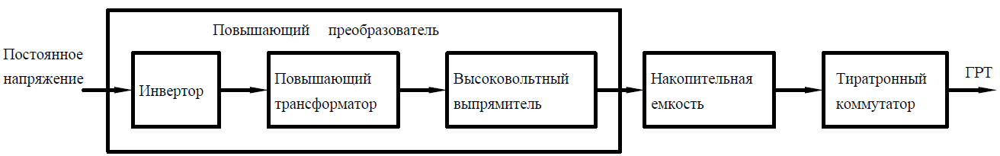 Повышающий преобразователь
Постоянное
напряжение
Инвертор
Повышающий
трансформатор
Высоковольтный
выпрямитель
Накопительная
емкость
Тиратронный
коммутатор
ГРТ